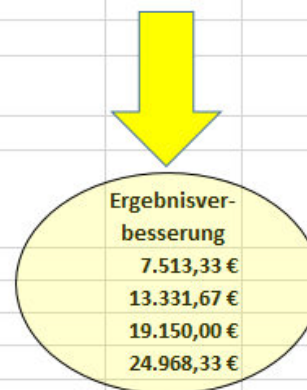 Ergebnisver-
besserung
7.513,33 €
13.331,67 €
19.150,00 €
24.968,33 €